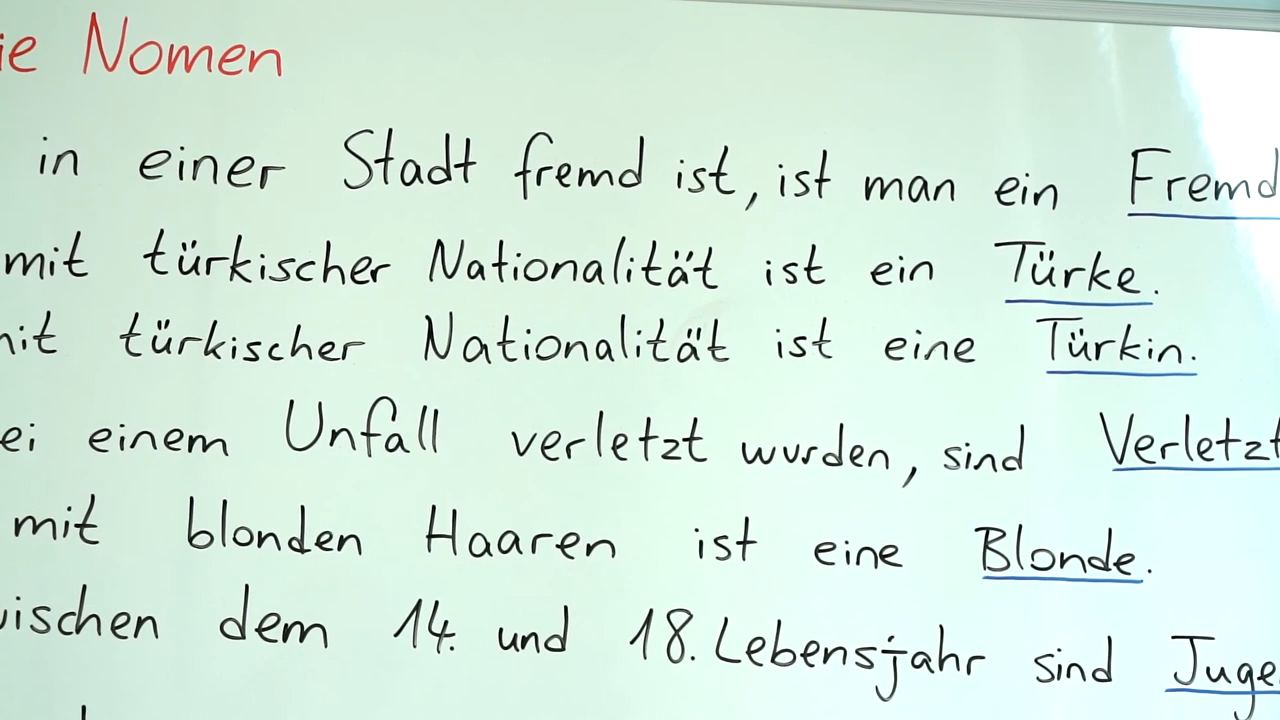 ie Nomen
in einer Stadt fremd ist, ist man ein Fremd
mit türkischer Nationalität ist ein Türke.
mit türkischer Nationalität ist eine Türkin.
ei einem Unfall verletzt wurden, sind Verletzt
mit blonden Haaren ist eine Blonde.
wischen dem 14. und 18. Lebensjahr sind Juge